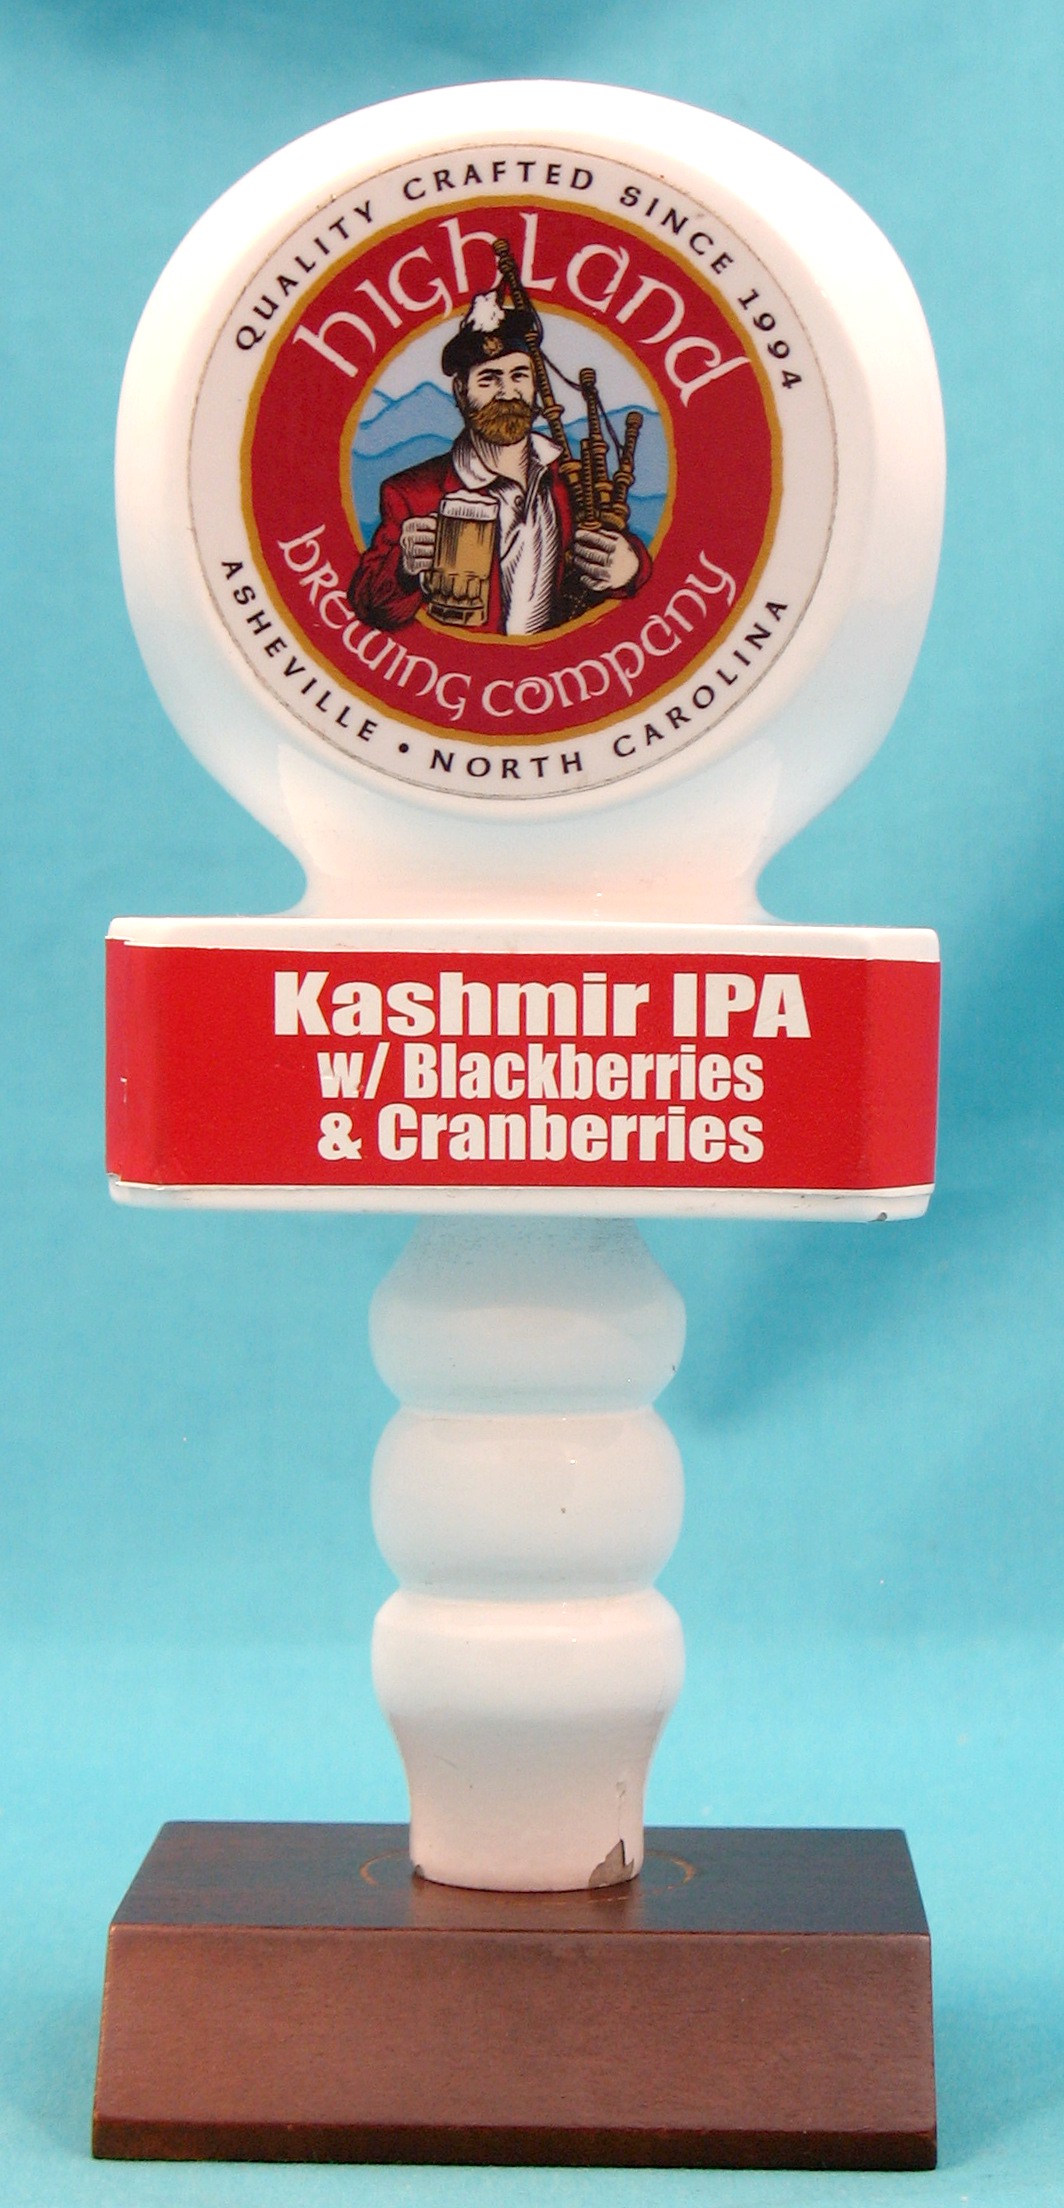 QUALITY CRAFTED SINCE 1994
highland
brewing company
ASHEVILLE • NORTH CAROLINA
Kashmir IPA
w/ Blackberries
& Cranberries